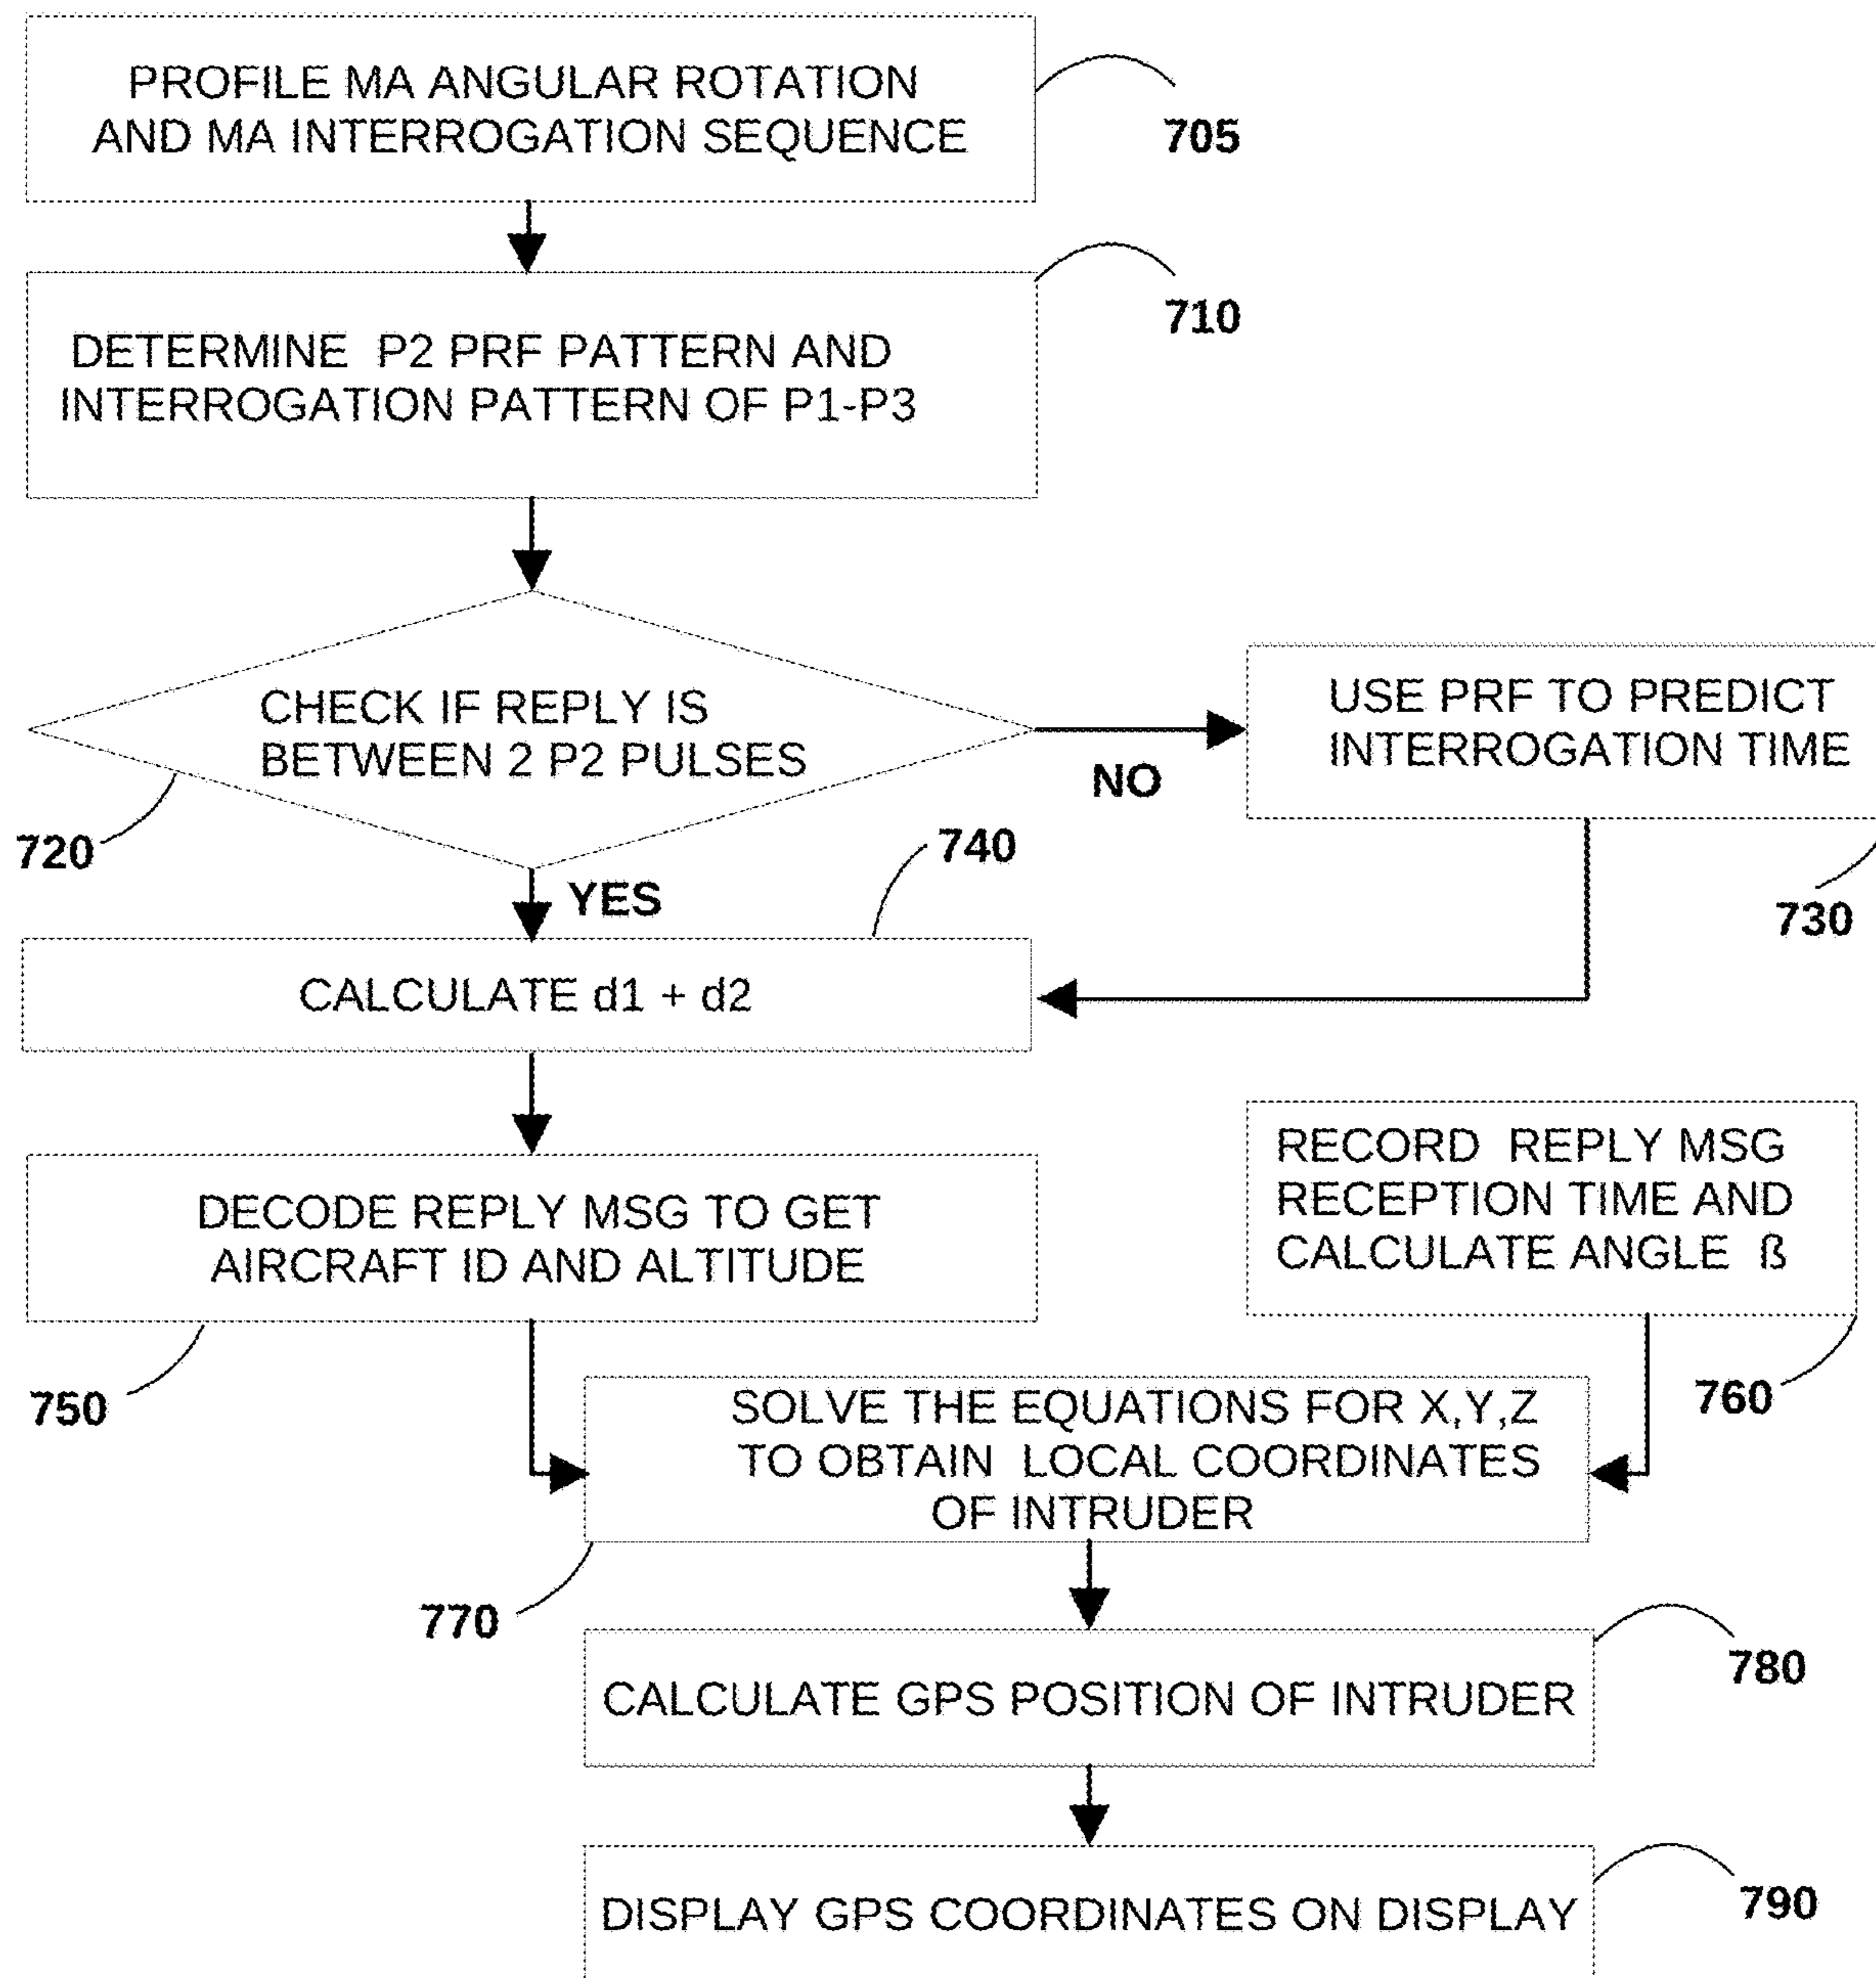 PROFILE MA ANGULAR ROTATION
AND MA INTERROGATION SEQUENCE
705
710
DETERMINE P2 PRF PATTERN AND
INTERROGATION PATTERN OF P1-P3
CHECK IF REPLY IS
BETWEEN 2 P2 PULSES
720
NO
USE PRF TO PREDICT
INTERROGATION TIME
730
YES
740
CALCULATE d1 + d2
DECODE REPLY MSG TO GET
AIRCRAFT ID AND ALTITUDE
750
RECORD REPLY MSG
RECEPTION TIME AND
CALCULATE ANGLE ß
760
SOLVE THE EQUATIONS FOR X,Y,Z
TO OBTAIN LOCAL COORDINATES
OF INTRUDER
770
780
CALCULATE GPS POSITION OF INTRUDER
790
DISPLAY GPS COORDINATES ON DISPLAY